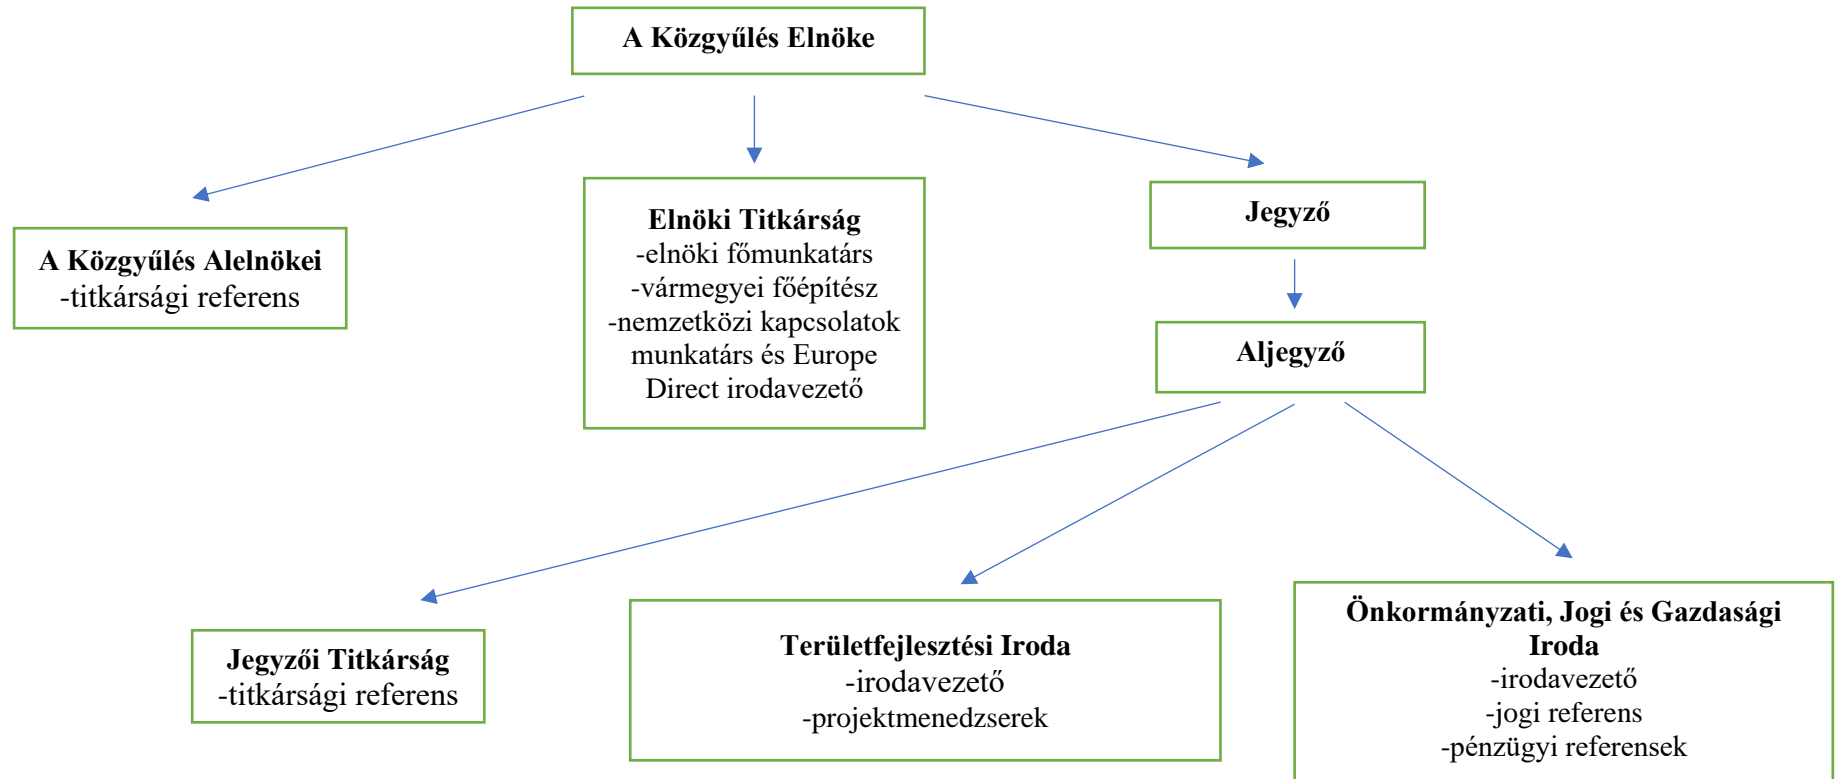 A Közgyűlés Elnöke
A Közgyűlés Alelnökei
-titkársági referens
Elnöki Titkárság
-elnöki főmunkatárs
-vármegyei főépítész
-nemzetközi kapcsolatok
munkatárs és Europe
Direct irodavezető
Jegyző
Aljegyző
Jegyzői Titkárság
-titkársági referens
Területfejlesztési Iroda
-irodavezető
-projektmenedzserek
Önkormányzati, Jogi és Gazdasági
Iroda
-irodavezető
-jogi referens
-pénzügyi referensek